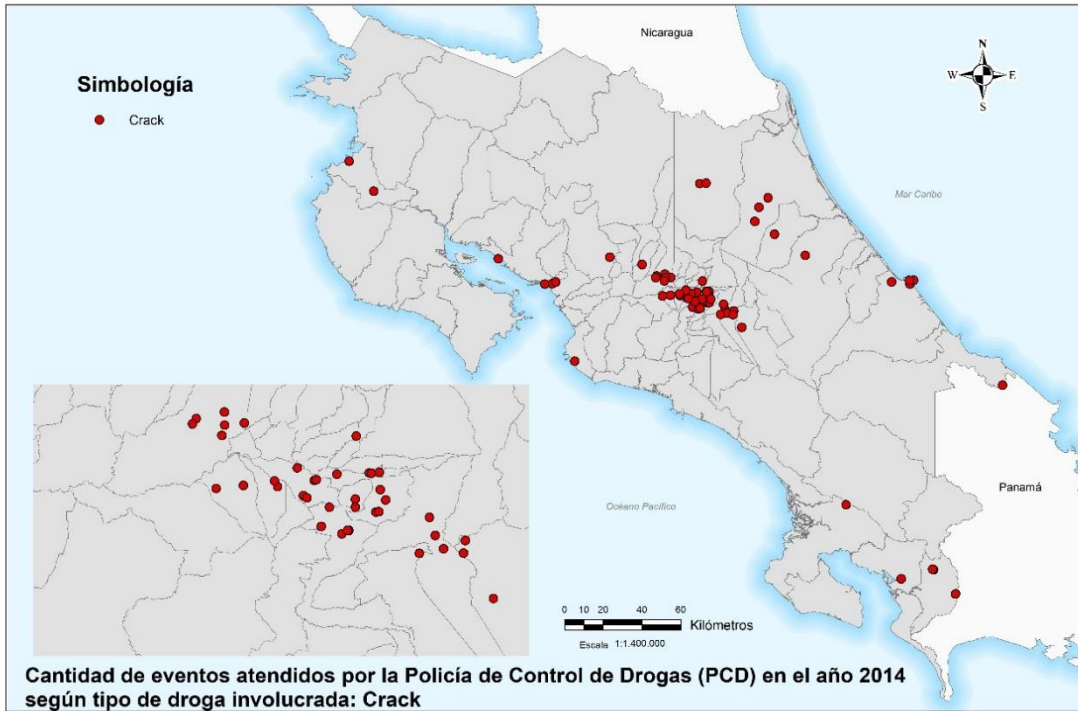 Nicaragua
Simbología
Crack
N
W E
S
Mar Caribe
Panamá
Océano Pacífico
0 10 20 40 60
Kilómetros
Escala 1:1.400.000
Cantidad de eventos atendidos por la Policía de Control de Drogas (PCD) en el año 2014
según tipo de droga involucrada: Crack